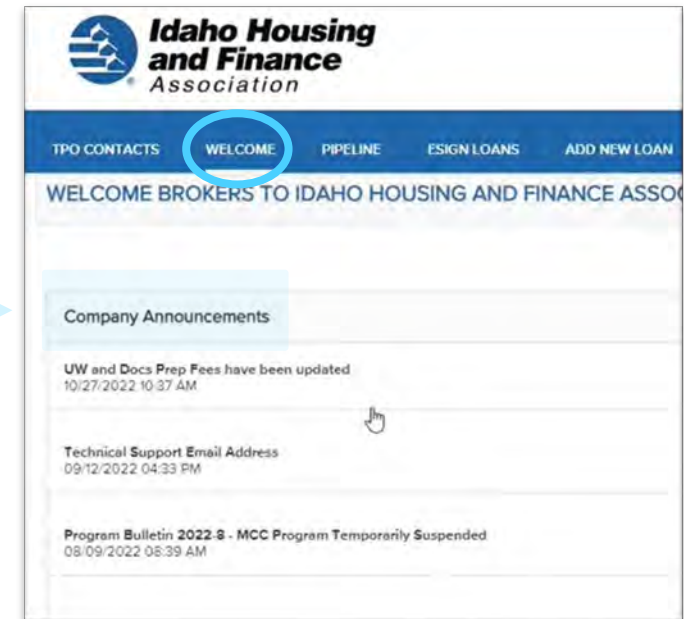 Idaho Housing
and Finance
Association
TPO CONTACTS WELCOME PIPELINE ESIGN LOANS ADD NEW LOAN
WELCOME BROKERS TO IDAHO HOUSING AND FINANCE
Company Announcements
UW and Docs Prep Fees have been updated
10/27/2022 10:37 AM
Technical Support Email Address
09/12/2022 04:33 PM
Program Bulletin 2022-8 - MCC Program Temporarily Suspended
08/09/2022 08:39 AM